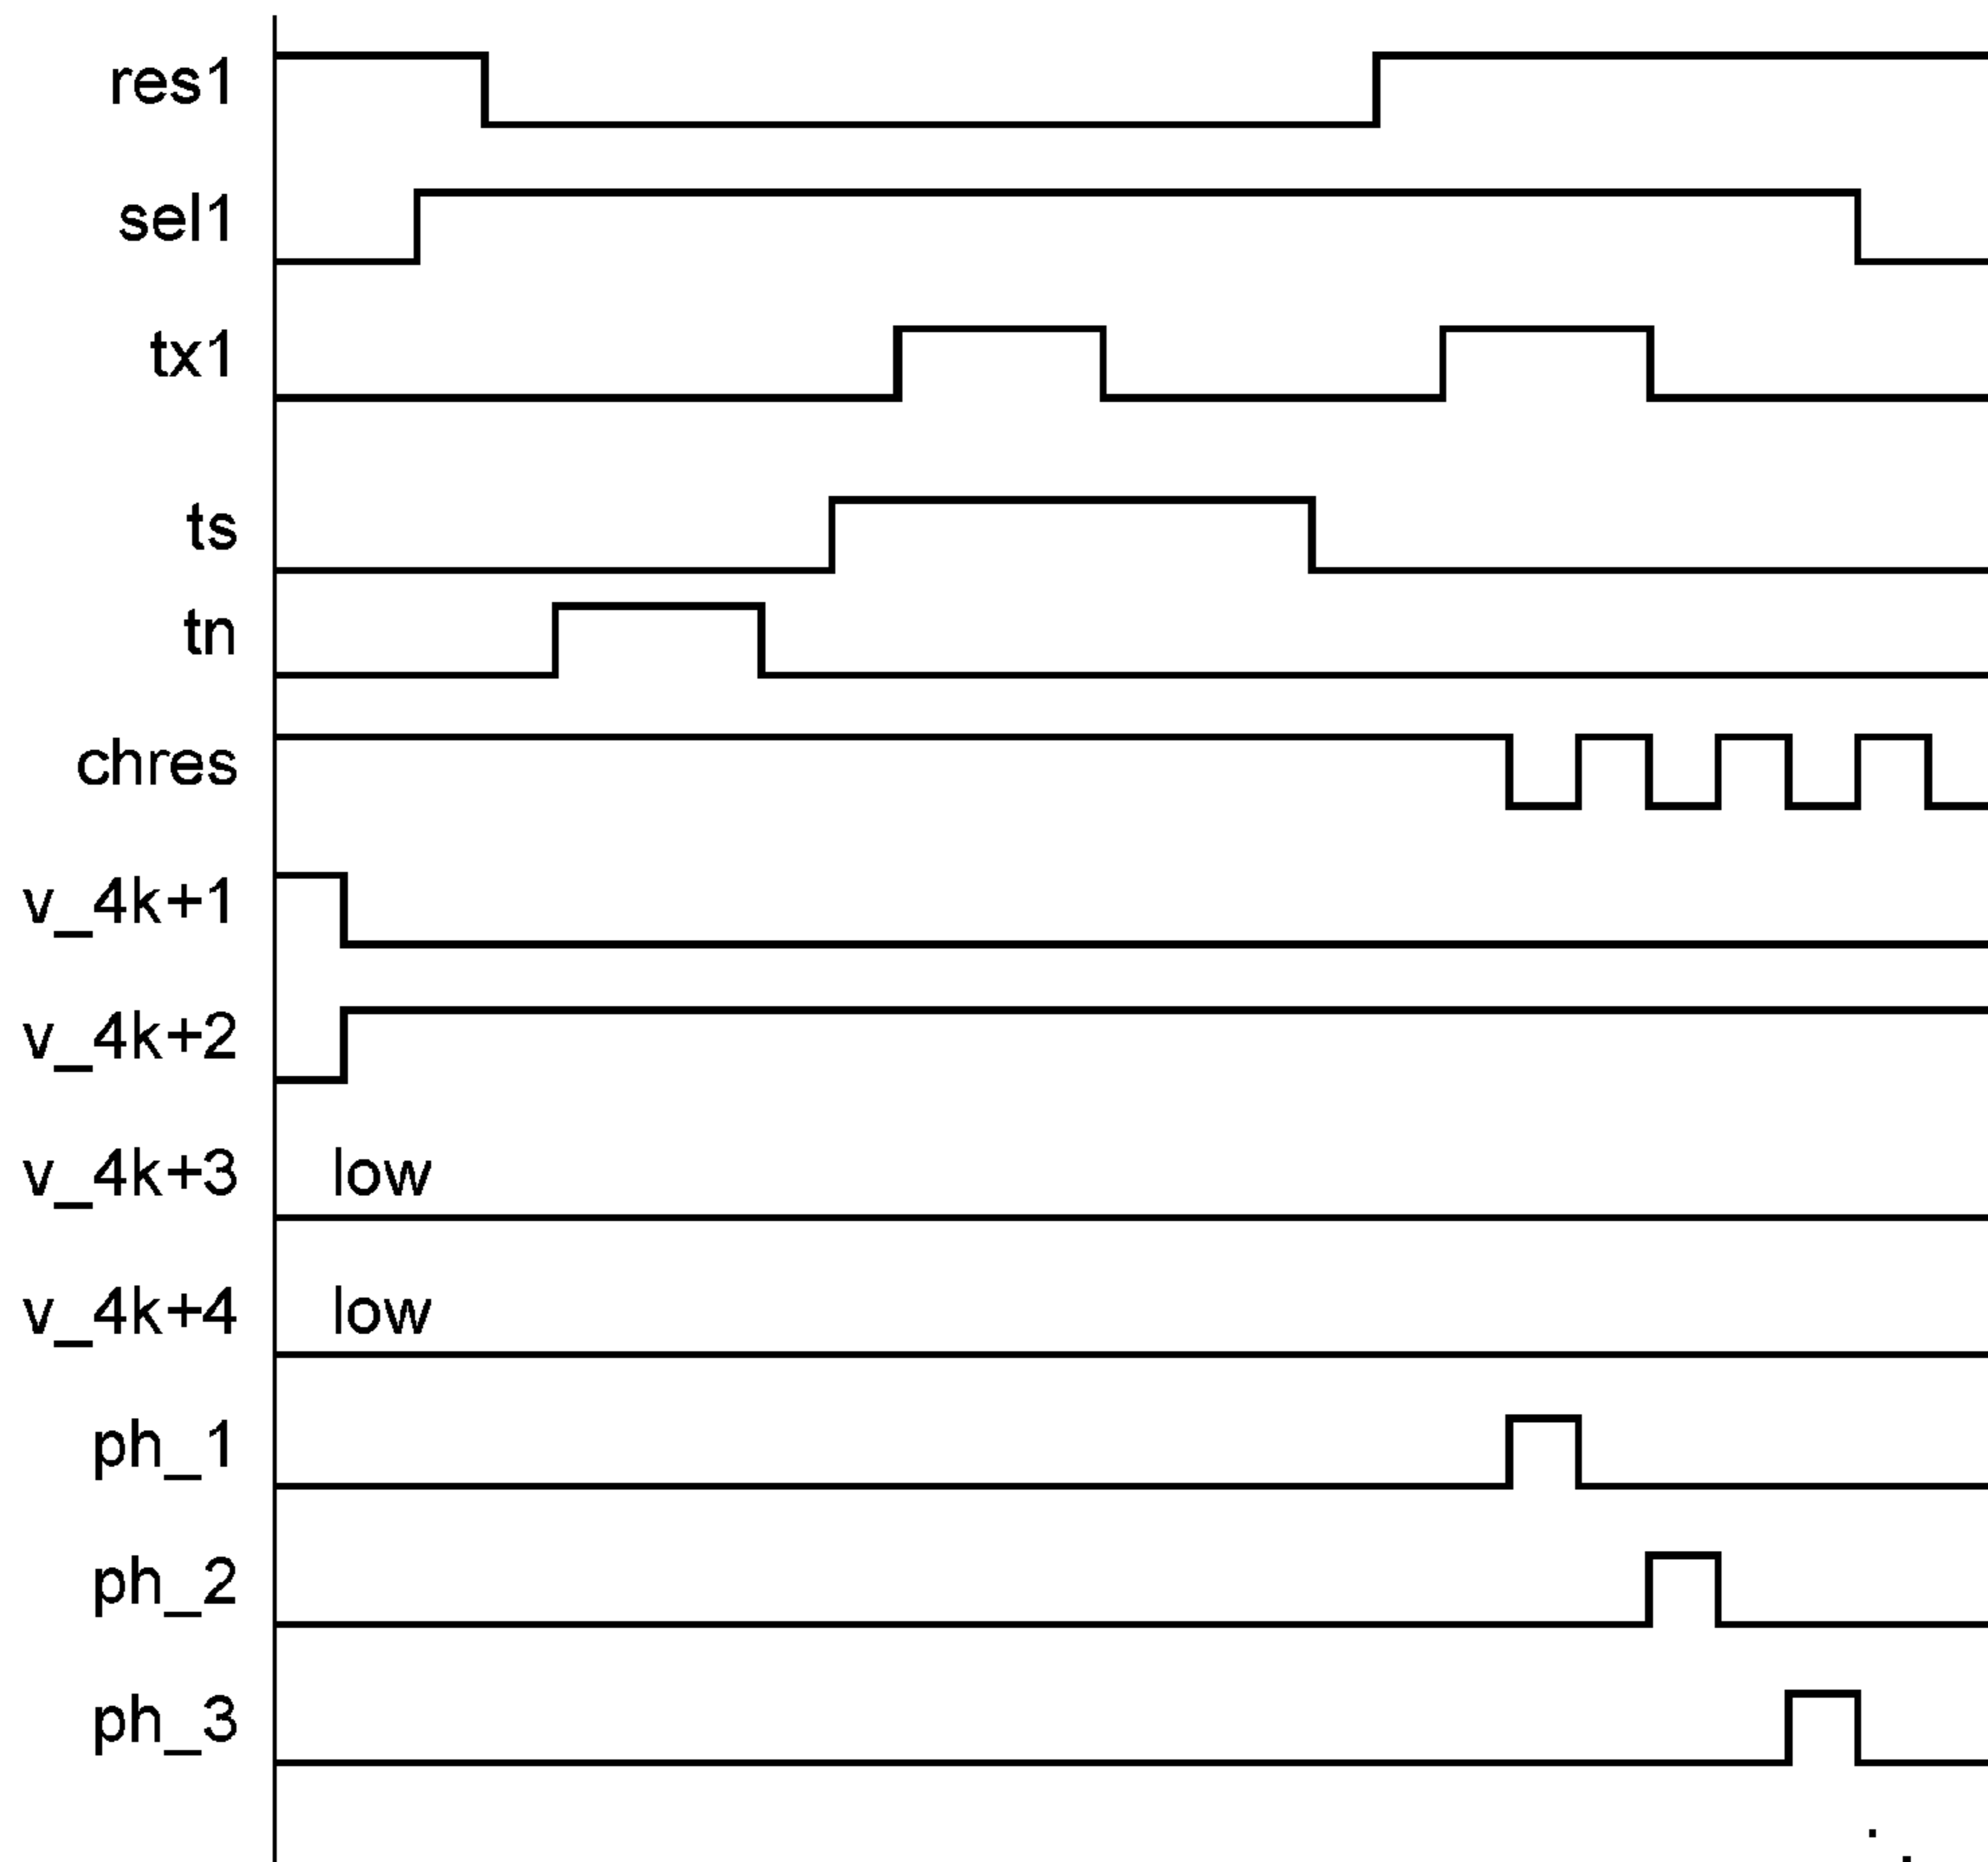 res1
sel1
tx1
ts
tn
chres
v_4k+1
v_4k+2
v_4k+3 low
v_4k+4 low
ph_1
ph_2
ph_3